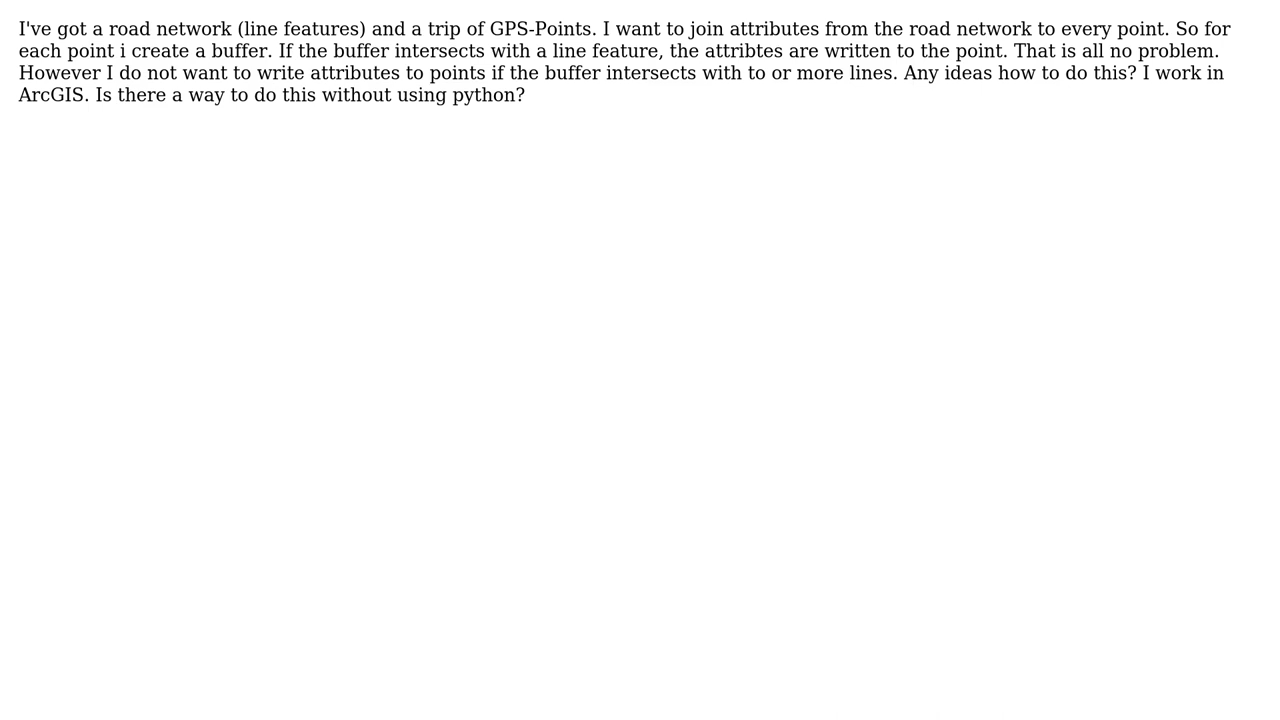 I've got a road network (line features) and a trip of GPS-Points. I want to join attributes from the road network to every point. So for
each point i create a buffer. If the buffer intersects with a line feature, the attribtes are written to the point. That is all no problem.
However I do not want to write attributes to points if the buffer intersects with to or more lines. Any ideas how to do this? I work in
ArcGIS. Is there a way to do this without using python?